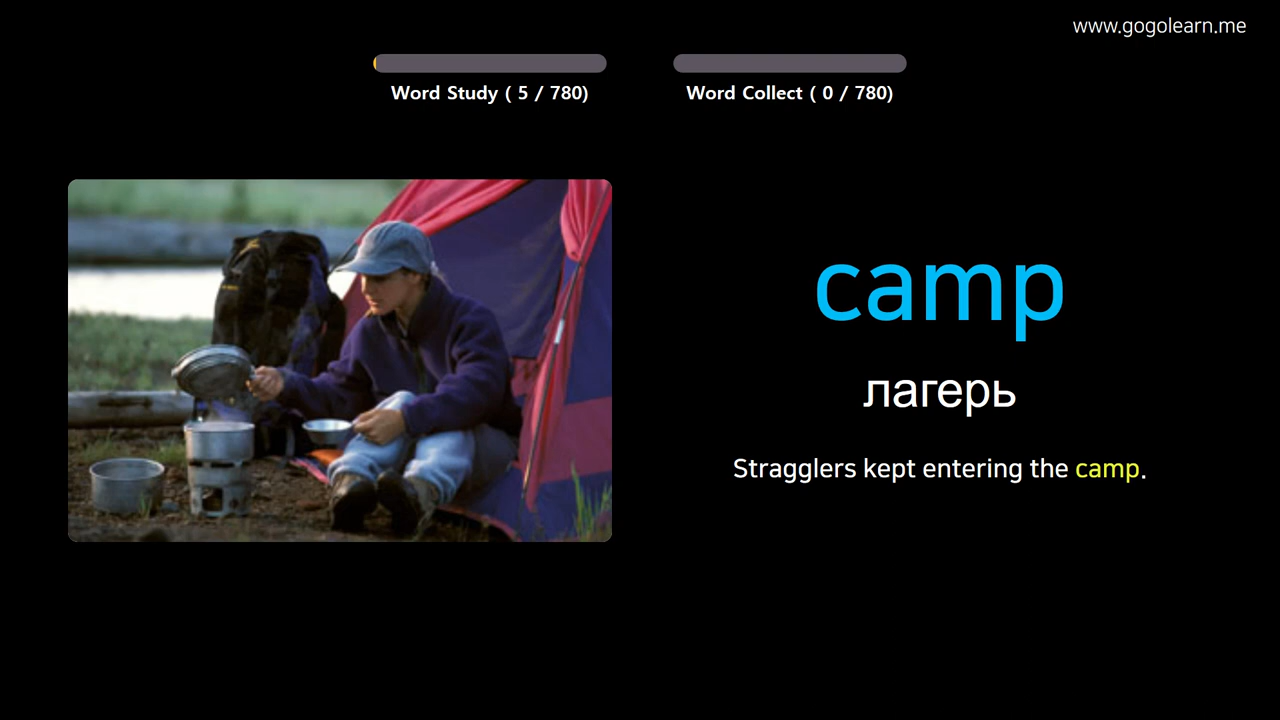 www.gogolearn.me
Word Study ( 5 / 780)
Word Collect ( 0 / 780)
camp
лагерь
Stragglers kept entering the camp.